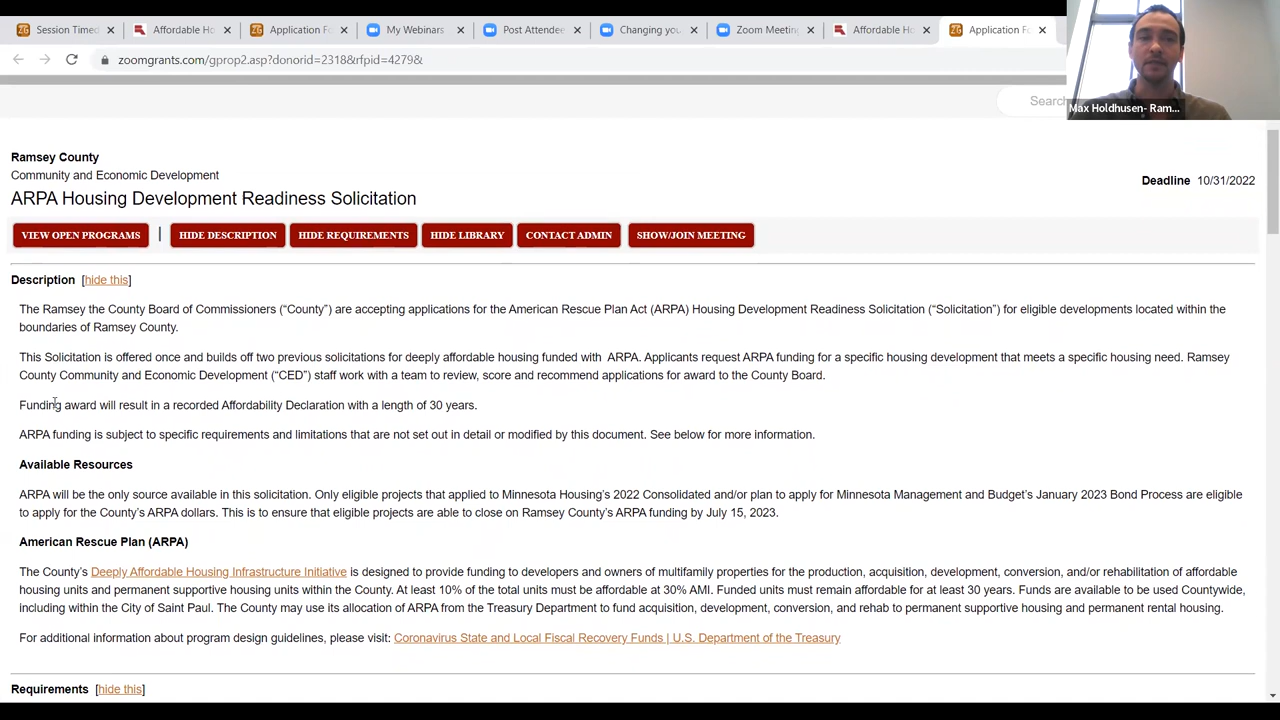 Session Timed
Affordable Ho
Application Fu
My Webinars
Post Attendee
Changing you
Zoom Meeting
Affordable Ho
Application Fu
zoomgrants.com/gprop2.asp?donorid=2318&rfpid=4279&
Max Holdhusen- Ram...
Search
Ramsey County
Community and Economic Development
Deadline 10/31/2022
ARPA Housing Development Readiness Solicitation
VIEW OPEN PROGRAMS | HIDE DESCRIPTION HIDE REQUIREMENTS HIDE LIBRARY CONTACT ADMIN SHOW/JOIN MEETING
Description [hide this]
The Ramsey the County Board of Commissioners (“County”) are accepting applications for the American Rescue Plan Act (ARPA) Housing Development Readiness Solicitation (“Solicitation”) for eligible developments located within the
boundaries of Ramsey County.
This Solicitation is offered once and builds off two previous solicitations for deeply affordable housing funded with ARPA. Applicants request ARPA funding for a specific housing development that meets a specific housing need. Ramsey
County Community and Economic Development (“CED”) staff work with a team to review, score and recommend applications for award to the County Board.
Funding award will result in a recorded Affordability Declaration with a length of 30 years.
ARPA funding is subject to specific requirements and limitations that are not set out in detail or modified by this document. See below for more information.
Available Resources
ARPA will be the only source available in this solicitation. Only eligible projects that applied to Minnesota Housing’s 2022 Consolidated and/or plan to apply for Minnesota Management and Budget’s January 2023 Bond Process are eligible
to apply for the County’s ARPA dollars. This is to ensure that eligible projects are able to close on Ramsey County’s ARPA funding by July 15, 2023.
American Rescue Plan (ARPA)
The County’s Deeply Affordable Housing Infrastructure Initiative is designed to provide funding to developers and owners of multifamily properties for the production, acquisition, development, conversion, and/or rehabilitation of affordable
housing units and permanent supportive housing units within the County. At least 10% of the total units must be affordable at 30% AMI. Funded units must remain affordable for at least 30 years. Funds are available to be used Countywide,
including within the City of Saint Paul. The County may use its allocation of ARPA from the Treasury Department to fund acquisition, development, conversion, and rehab to permanent supportive housing and permanent rental housing.
For additional information about program design guidelines, please visit: Coronavirus State and Local Fiscal Recovery Funds | U.S. Department of the Treasury
Requirements [hide this]